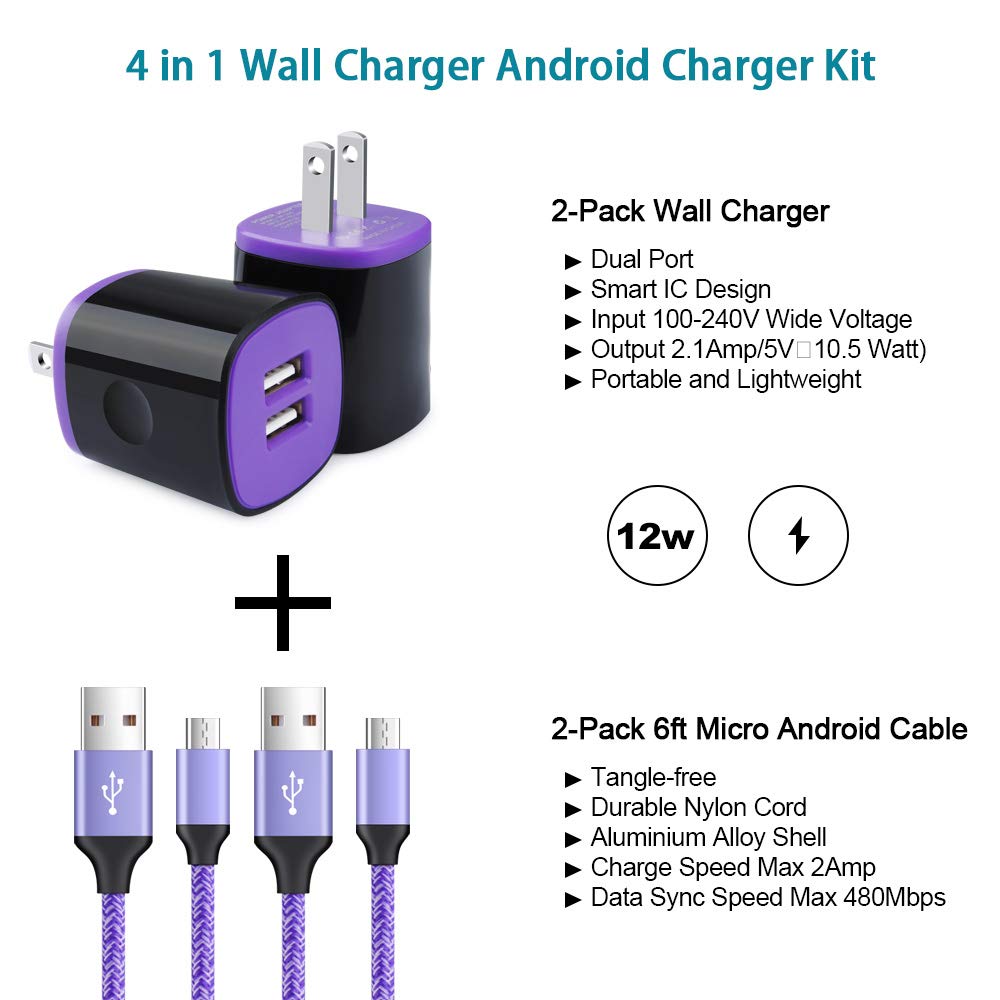 4 in 1 Wall Charger Android Charger Kit
2-Pack Wall Charger
► Dual Port
► Smart IC Design
► Input 100-240V Wide Voltage
► Output 2.1Amp/5V□10.5 Watt)
► Portable and Lightweight
12w
2-Pack 6ft Micro Android Cable
► Tangle-free
► Durable Nylon Cord
► Aluminium Alloy Shell
► Charge Speed Max 2Amp
► Data Sync Speed Max 480Mbps